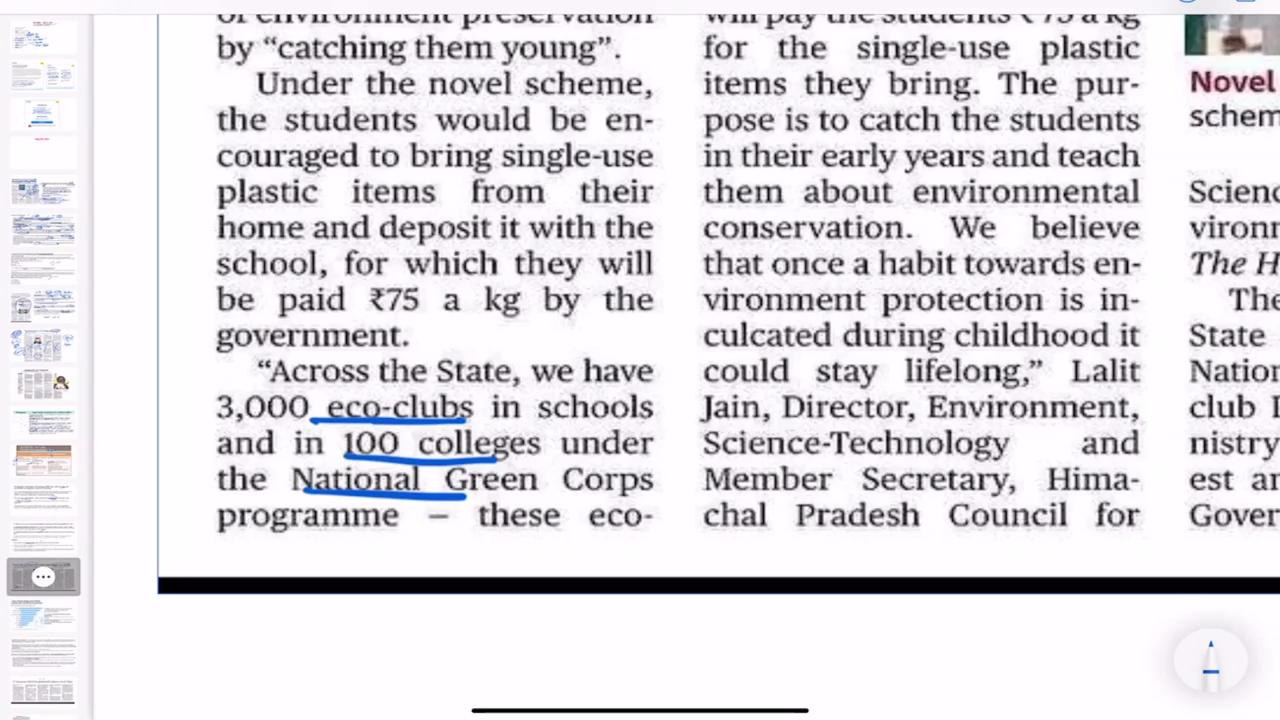 of environment preservation
by “catching them young”.
Under the novel scheme,
the students would be en-
couraged to bring single-use
plastic items from their
home and deposit it with the
school, for which they will
be paid ₹75 a kg by the
government.
“Across the State, we have
3,000 eco-clubs in schools
and in 100 colleges under
the National Green Corps
programme – these eco-
will pay the students ₹75 a kg
for the single-use plastic
items they bring. The pur-
pose is to catch the students
in their early years and teach
them about environmental
conservation. We believe
that once a habit towards en-
vironment protection is in-
culcated during childhood it
could stay lifelong,” Lalit
Jain, Director, Environment,
Science-Technology and
Member Secretary, Hima-
chal Pradesh Council for
Novel
schem
Scienc
vironn
The H
The
State
Nation
club
nistry
est ar
Gover